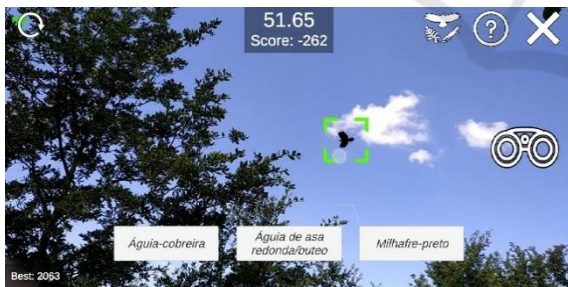 51.65
Score: -262
?
Águia-cobreira
Águia de asa
redonda/buteo
Milhafre-preto
Best: 2063